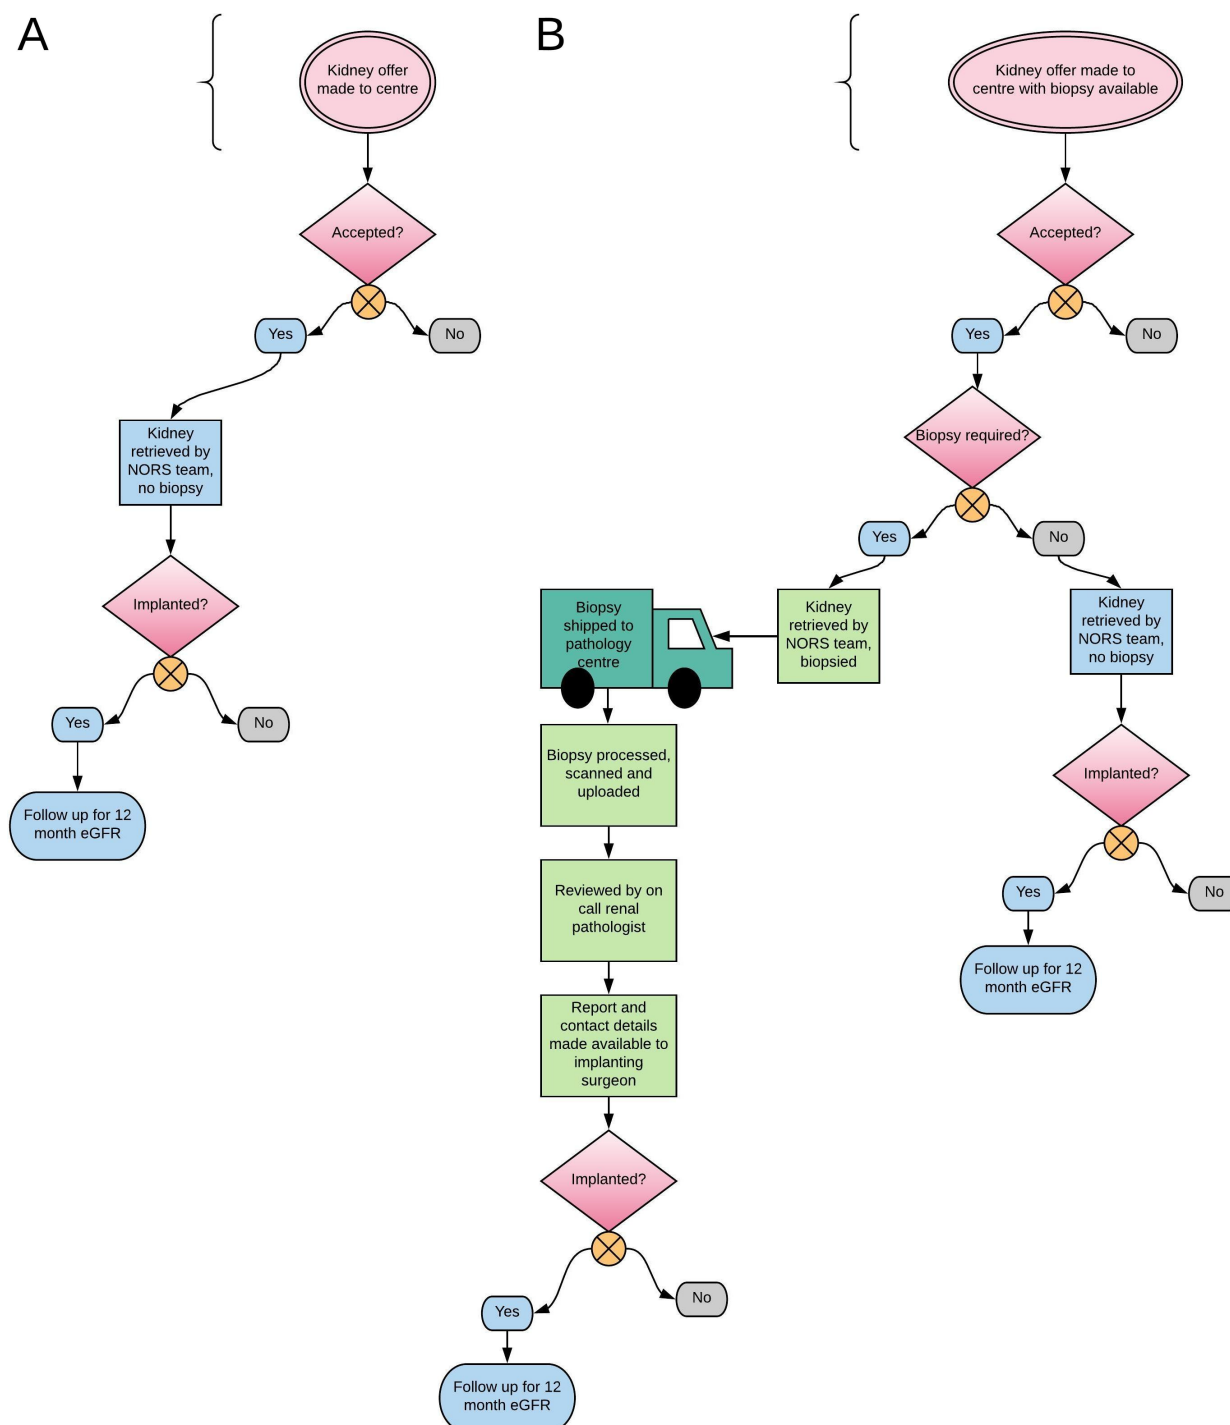 A
Kidney offer
made to centre
Accepted?
Yes
No
Kidney
retrieved by
NORS team,
no biopsy
Implanted?
Yes
No
Follow up for 12
month eGFR
B
Kidney offer made to
centre with biopsy available
Accepted?
Yes
No
Biopsy required?
Yes
No
Kidney
retrieved by
NORS team,
biopsied
Biopsy
shipped to
pathology
centre
Biopsy processed,
scanned and
uploaded
Reviewed by on
call renal
pathologist
Report and
contact details
made available to
implanting
surgeon
Implanted?
Yes
No
Follow up for 12
month eGFR
Kidney
retrieved by
NORS team,
no biopsy
Implanted?
Yes
No
Follow up for 12
month eGFR